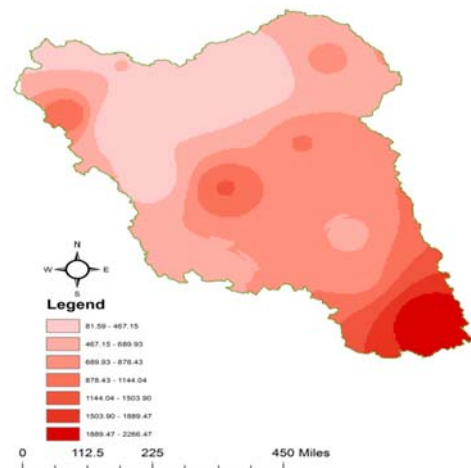 N
W E
S
Legend
81.59 - 467.15
467.15 - 689.93
689.93 - 878.43
878.43 - 1144.04
1144.04 - 1503.90
1503.90 - 1889.47
1889.47 - 2266.47
0 112.5 225 450 Miles